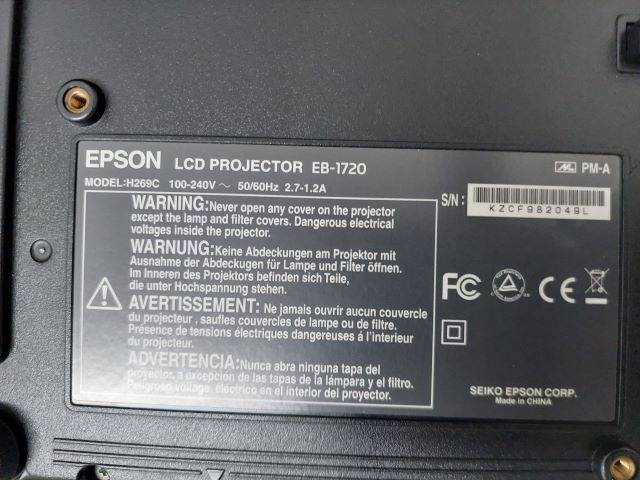 EPSON LCD PROJECTOR EB-1720
PM-A
MODEL:H269C 100-240V ~ 50/60Hz 2.7-1.2A
S/N :
KZCF982049L
WARNING:Never open any cover on the projector
except the lamp and filter covers. Dangerous electrical
voltages inside the projector.
WARNUNG:Keine Abdeckungen am Projektor mit
Ausnahme der Abdeckugen für Lampe und Filter öffnen.
Im Inneren des Projektors befinden sich Teile,
die unter Hochspannung stehen.
AVERTISSEMENT: Ne jamais ouvrir aucun couvercle
du projecteur , saufles couvercles de lampe ou de filtre.
Présence de tensions électriques dangereuses á l'interieur
du projecteur.
ADVERTENCIA:Nunca abra ninguna tapa del
proyector, a excepción de las tapas de la lámpara y el filtro.
Peligroso voltage eléctrico en el interior del proyector.
FC CE
SEIKO EPSON CORP.
Made in CHINA